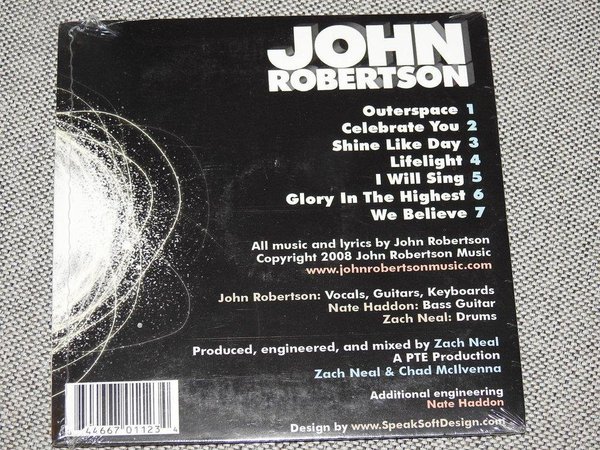 JOHN
ROBERTSON
Outerspace 1
Celebrate You 2
Shine Like Day 3
Lifelight 4
I Will Sing 5
Glory In The Highest 6
We Believe 7
All music and lyrics by John Robertson
Copyright 2008 John Robertson Music
www.johnrobertsonmusic.com
John Robertson: Vocals, Guitars, Keyboards
Nate Haddon: Bass Guitar
Zach Neal: Drums
Produced, engineered, and mixed by Zach Neal
A PTE Production
Zach Neal & Chad McIlvenna
Additional engineering
Nate Haddon
Design by www.SpeakSoftDesign.com
44667 01123 4